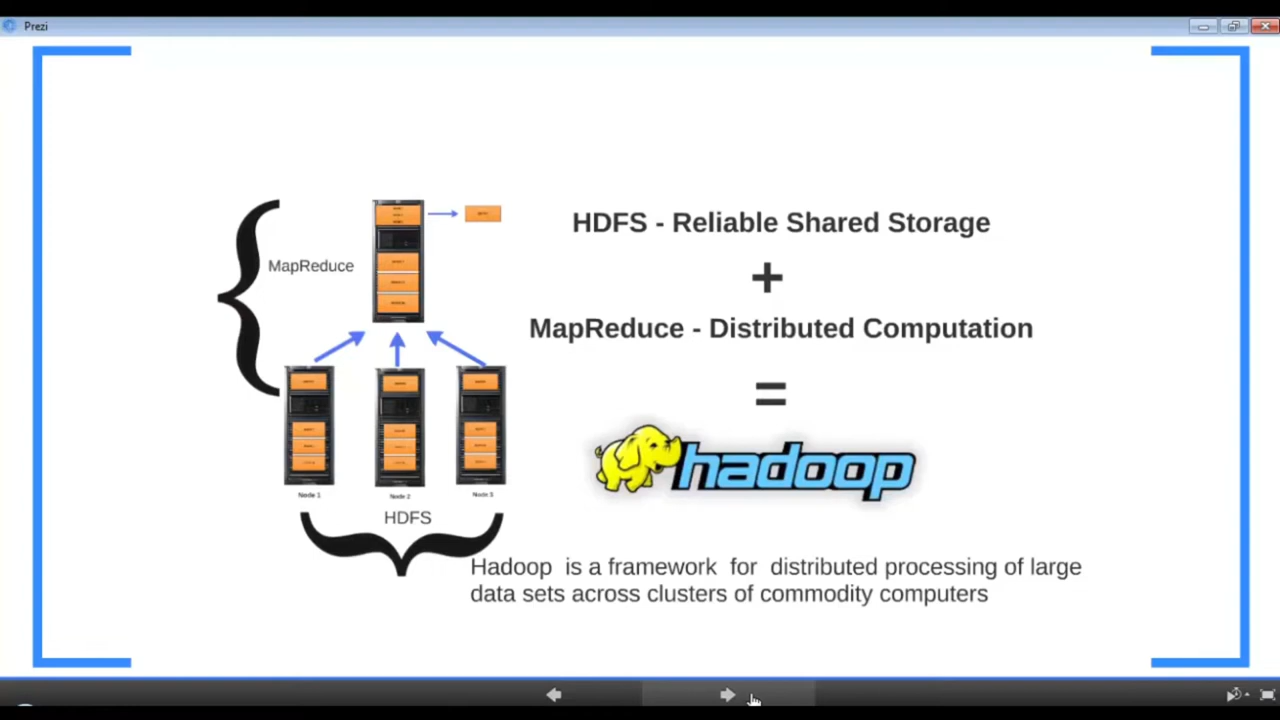 Prezi
HDFS - Reliable Shared Storage
+
MapReduce
MapReduce - Distributed Computation
=
hadoop
Node 1
Node 2
Node 3
HDFS
Hadoop is a framework for distributed processing of large
data sets across clusters of commodity computers